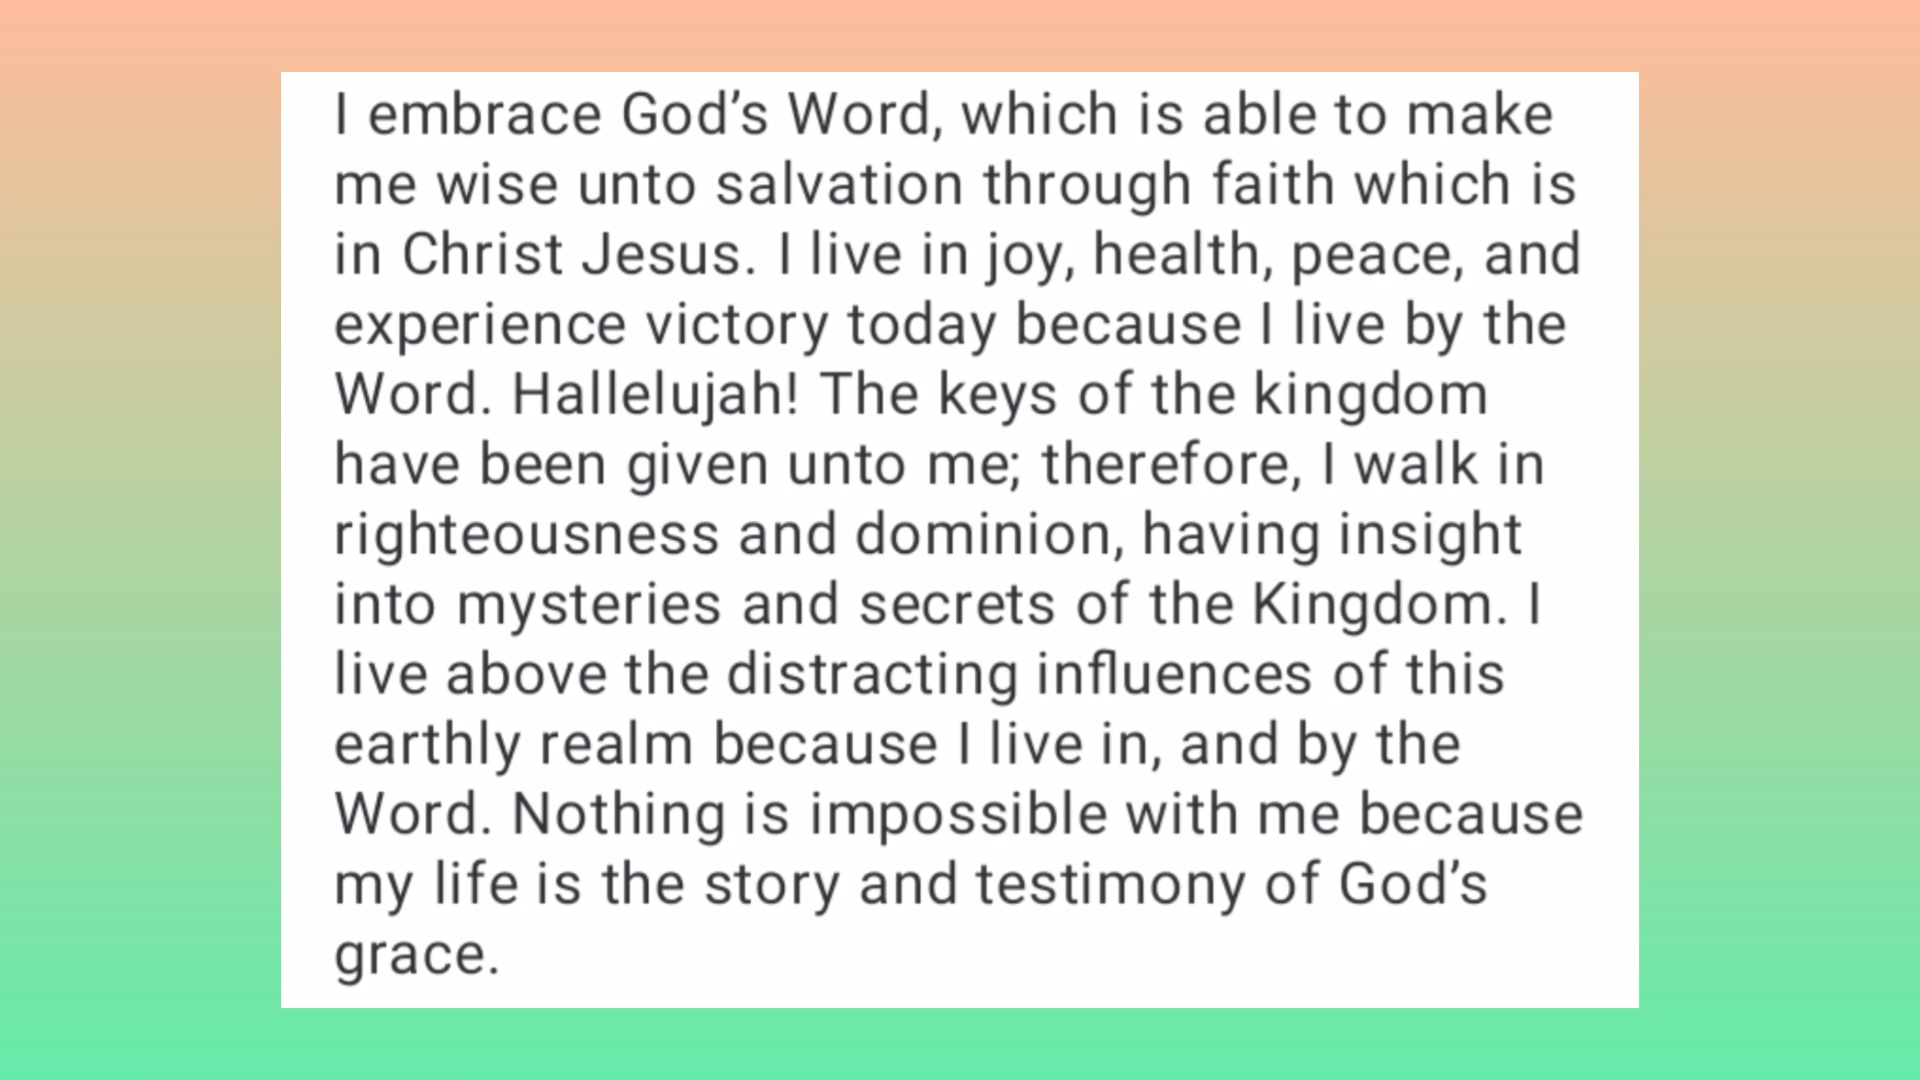 I embrace God’s Word, which is able to make
me wise unto salvation through faith which is
in Christ Jesus. I live in joy, health, peace, and
experience victory today because I live by the
Word. Hallelujah! The keys of the kingdom
have been given unto me; therefore, I walk in
righteousness and dominion, having insight
into mysteries and secrets of the Kingdom. I
live above the distracting influences of this
earthly realm because I live in, and by the
Word. Nothing is impossible with me because
my life is the story and testimony of God’s
grace.